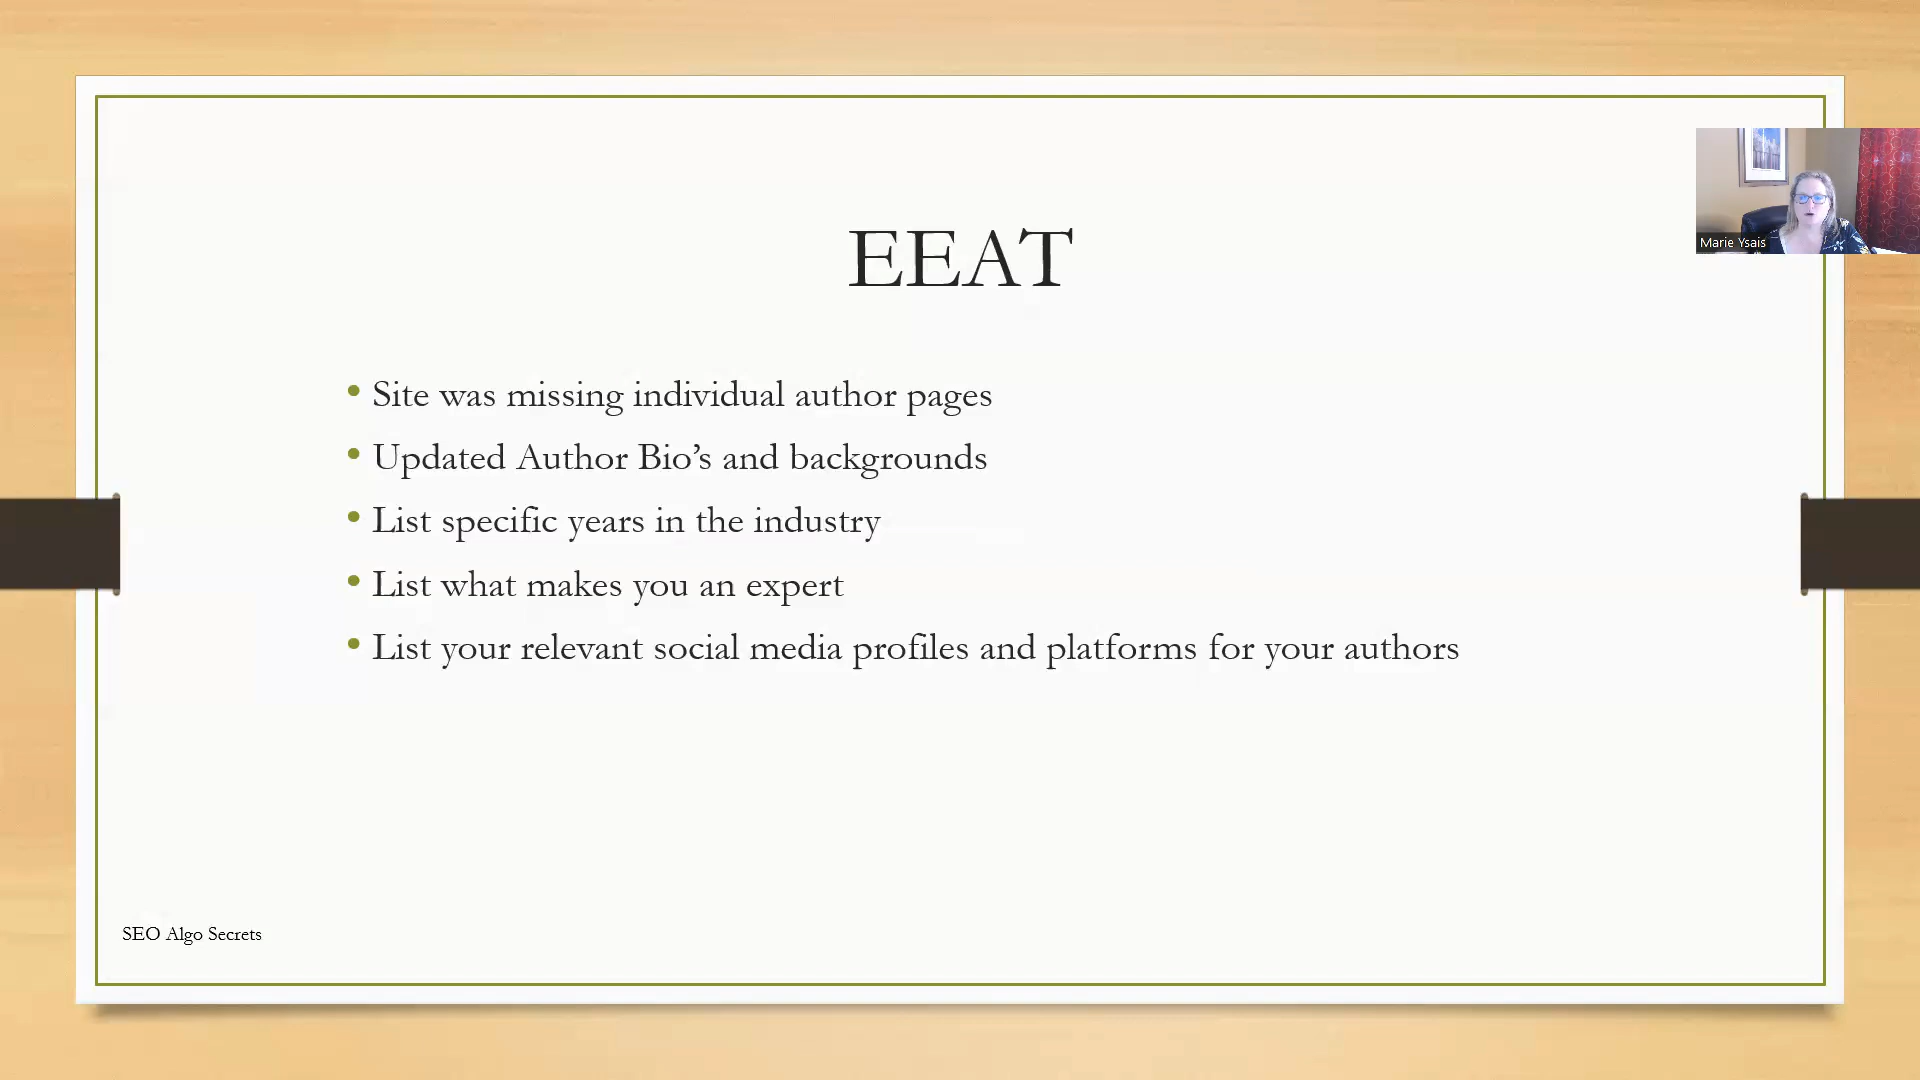 EEAT
Marie Ysais
• Site was missing individual author pages
• Updated Author Bio’s and backgrounds
• List specific years in the industry
• List what makes you an expert
• List your relevant social media profiles and platforms for your authors
SEO Algo Secrets